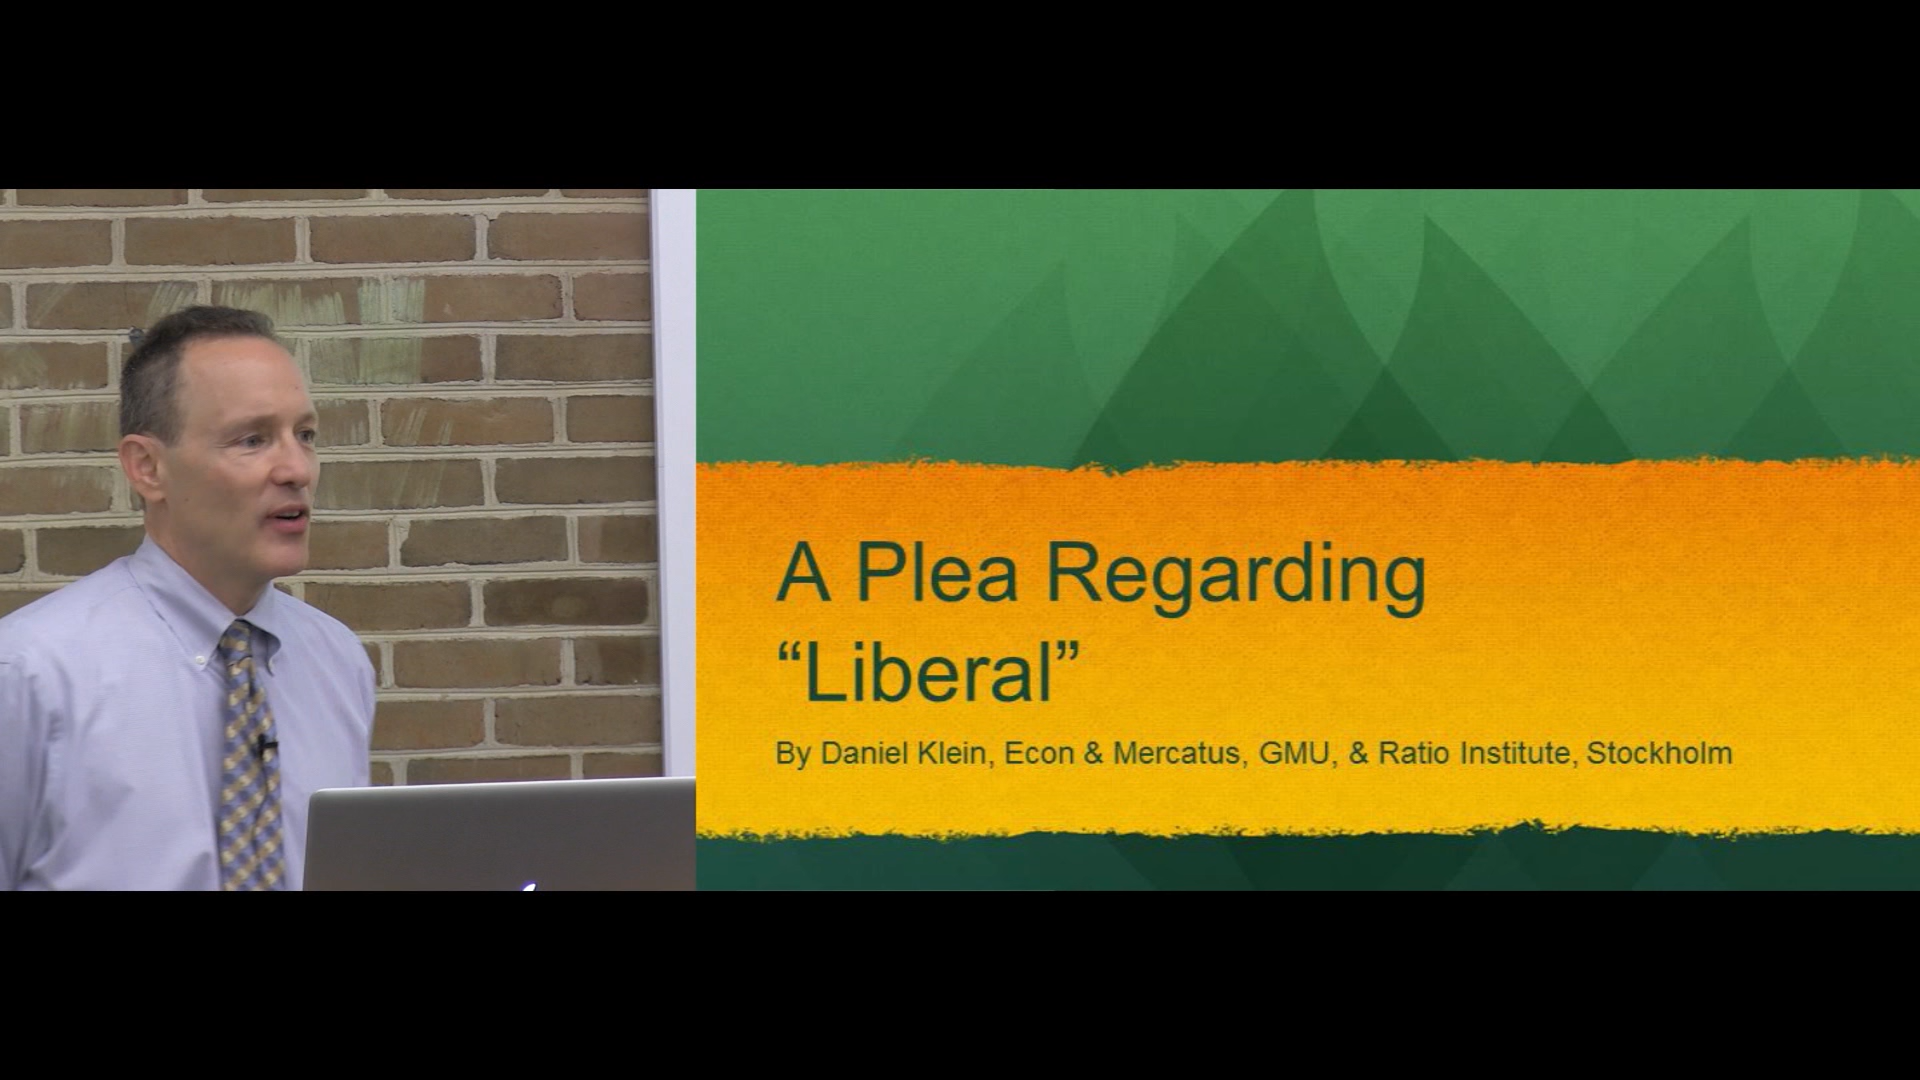 A Plea Regarding
“Liberal”
By Daniel Klein, Econ & Mercatus, GMU, & Ratio Institute, Stockholm